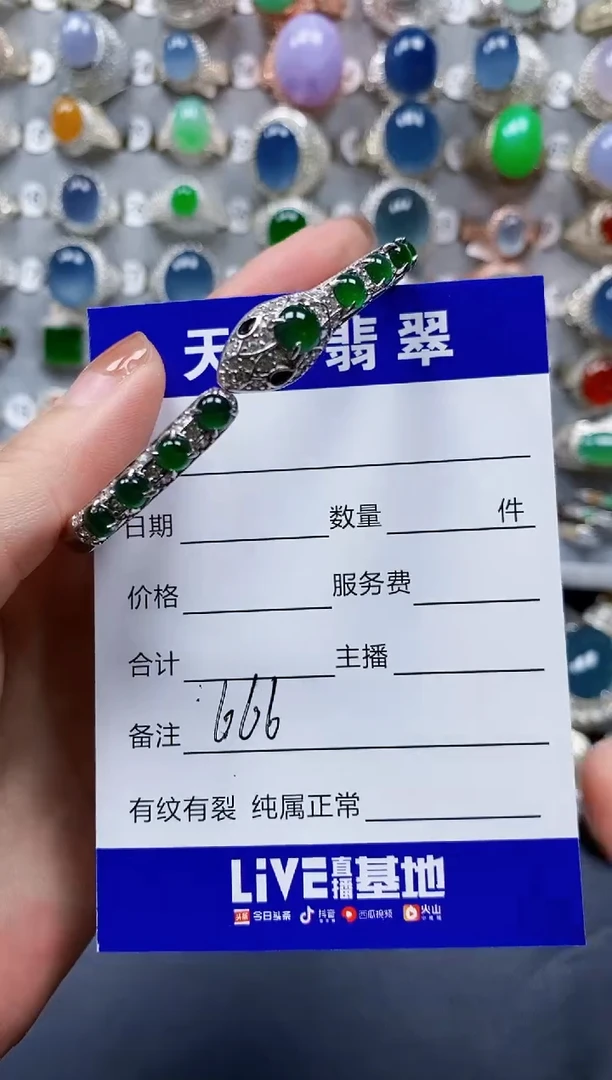 天 翡翠
日期 数量 件
价格 服务费
合计 主播
备注 666
有纹有裂 纯属正常
LiVE直播基地
头条 今日头条 抖音 西瓜视频 火山